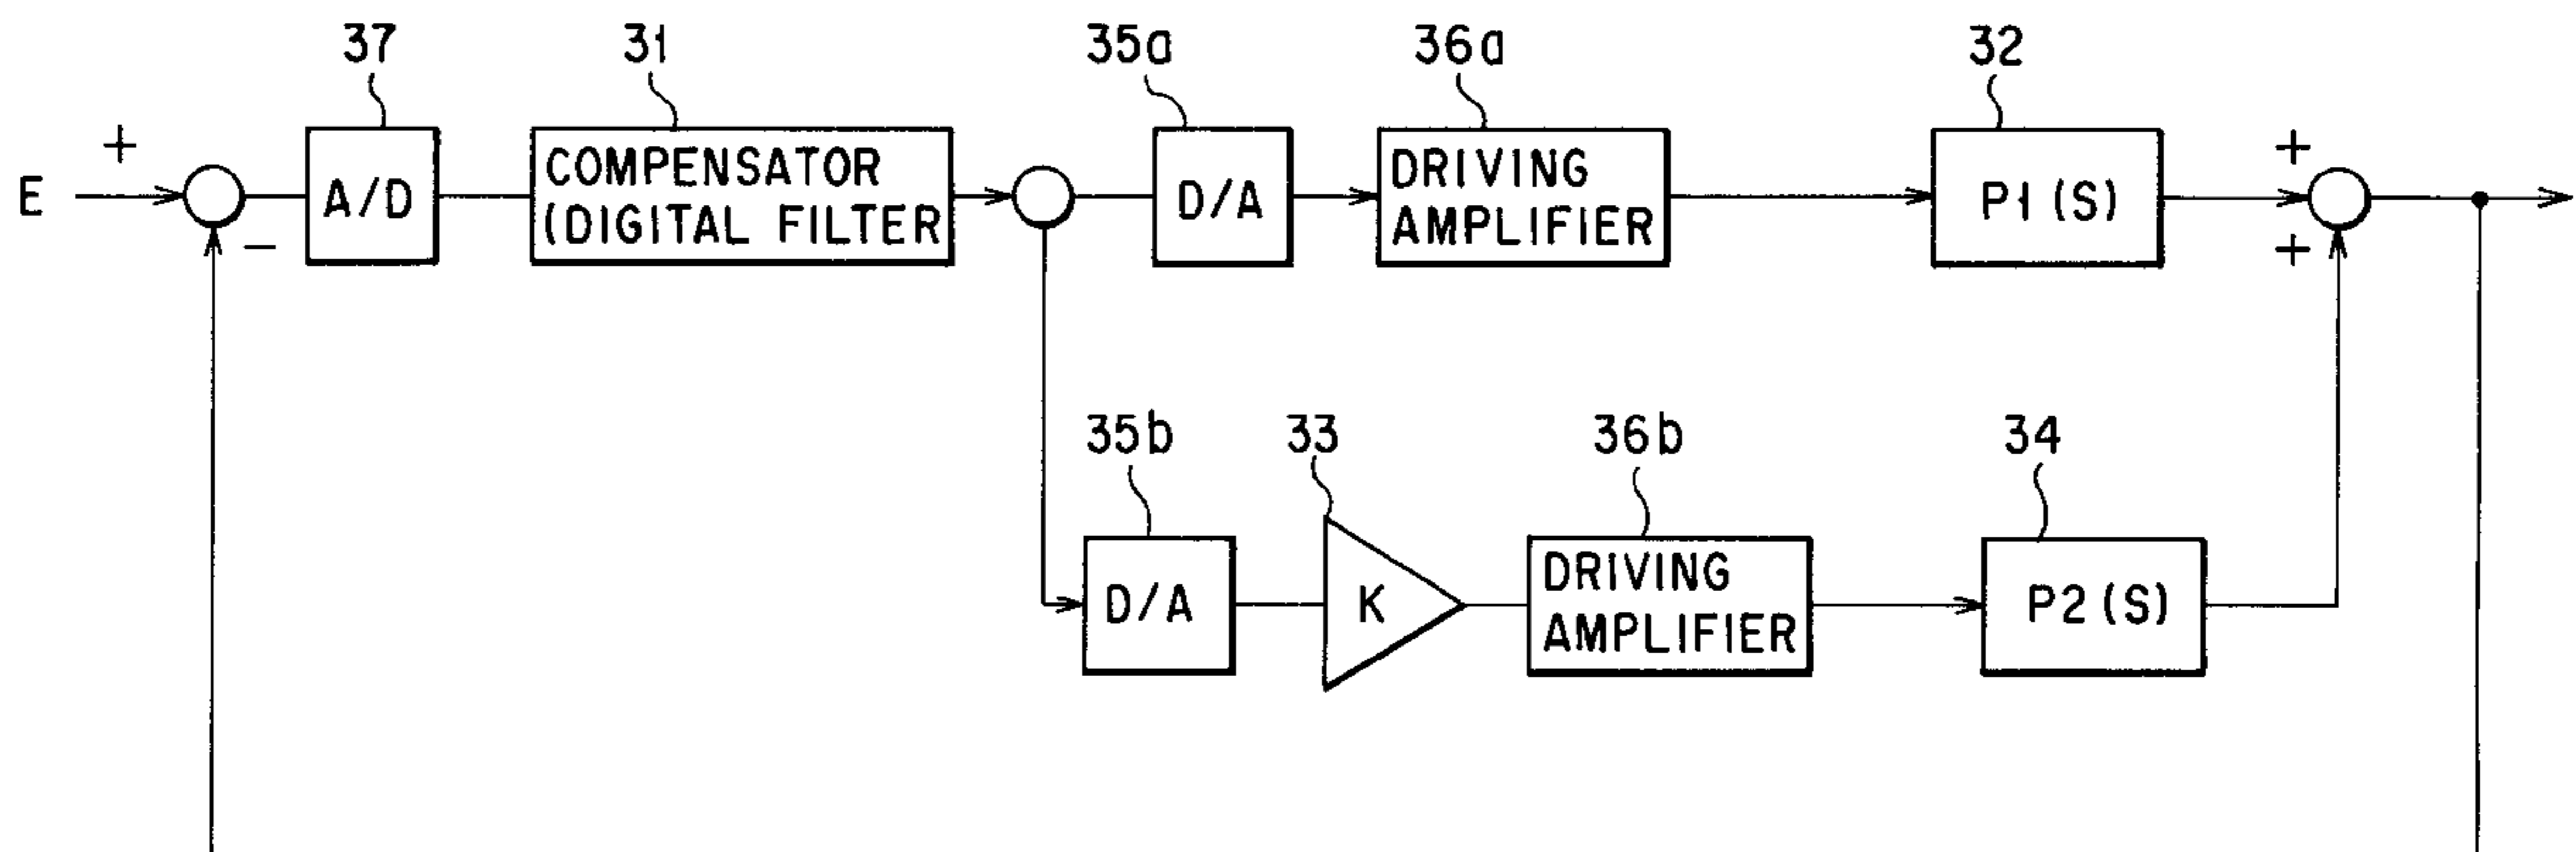 37
31
35a
36a
32
+
E
−
A/D
COMPENSATOR
(DIGITAL FILTER
D/A
DRIVING
AMPLIFIER
P1(S)
+
+
35b
33
36b
34
D/A
K
DRIVING
AMPLIFIER
P2(S)